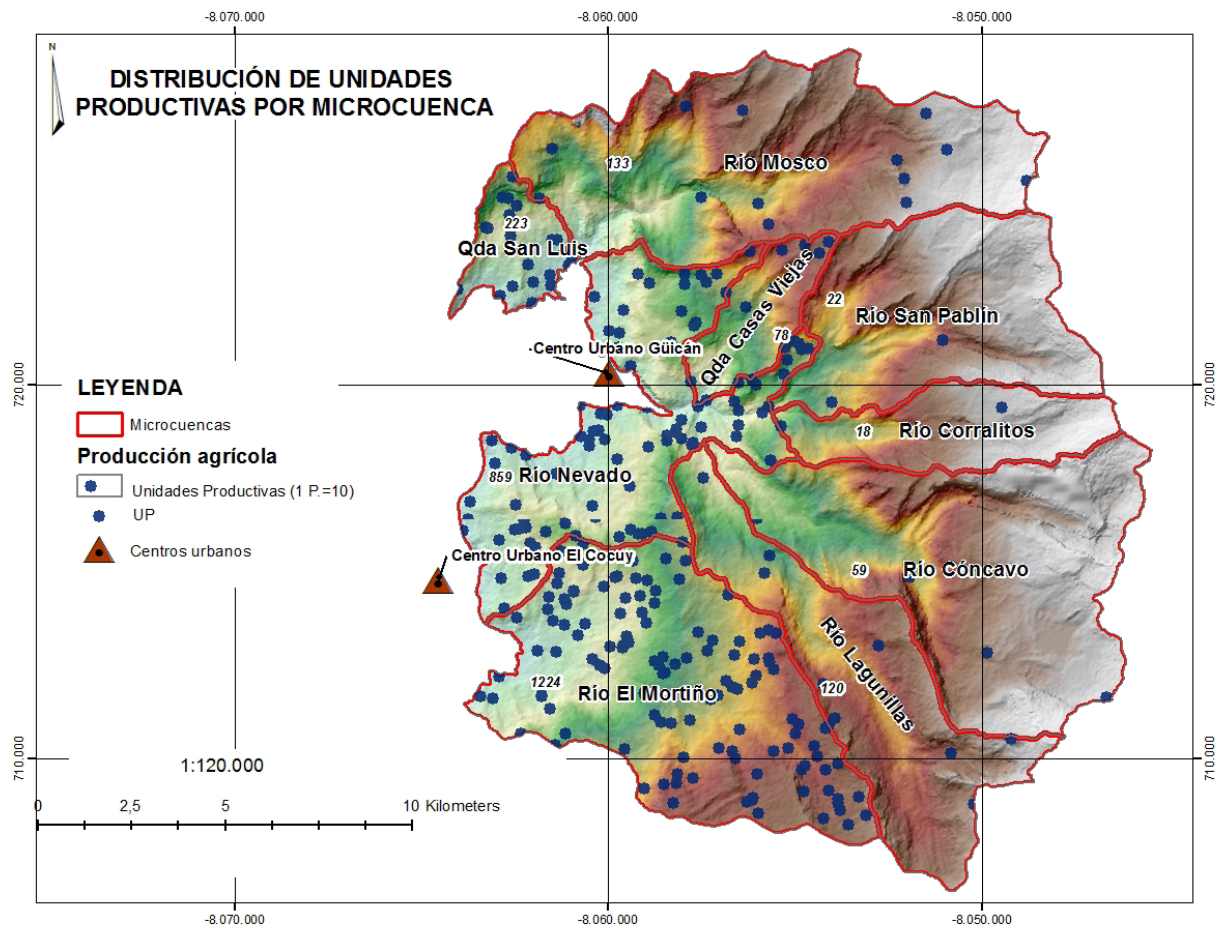 -8.070.000
-8.060.000
-8.050.000
N
DISTRIBUCIÓN DE UNIDADES
PRODUCTIVAS POR MICROCUENCA
133
Río Mosco
223
Qda San Luis
Qda Casas Viejas
22
Río San Pablín
78
Centro Urbano Güicán
720.000
720.000
LEYENDA
Microcuencas
Producción agrícola
Unidades Productivas (1 P.=10)
UP
Centros urbanos
18
Río Corralitos
859
Río Nevado
Centro Urbano El Cocuy
59
Río Cóncavo
Río Lagunillas
120
1224
Río El Mortiño
710.000
710.000
1:120.000
0
2,5
5
10 Kilometers
-8.070.000
-8.060.000
-8.050.000